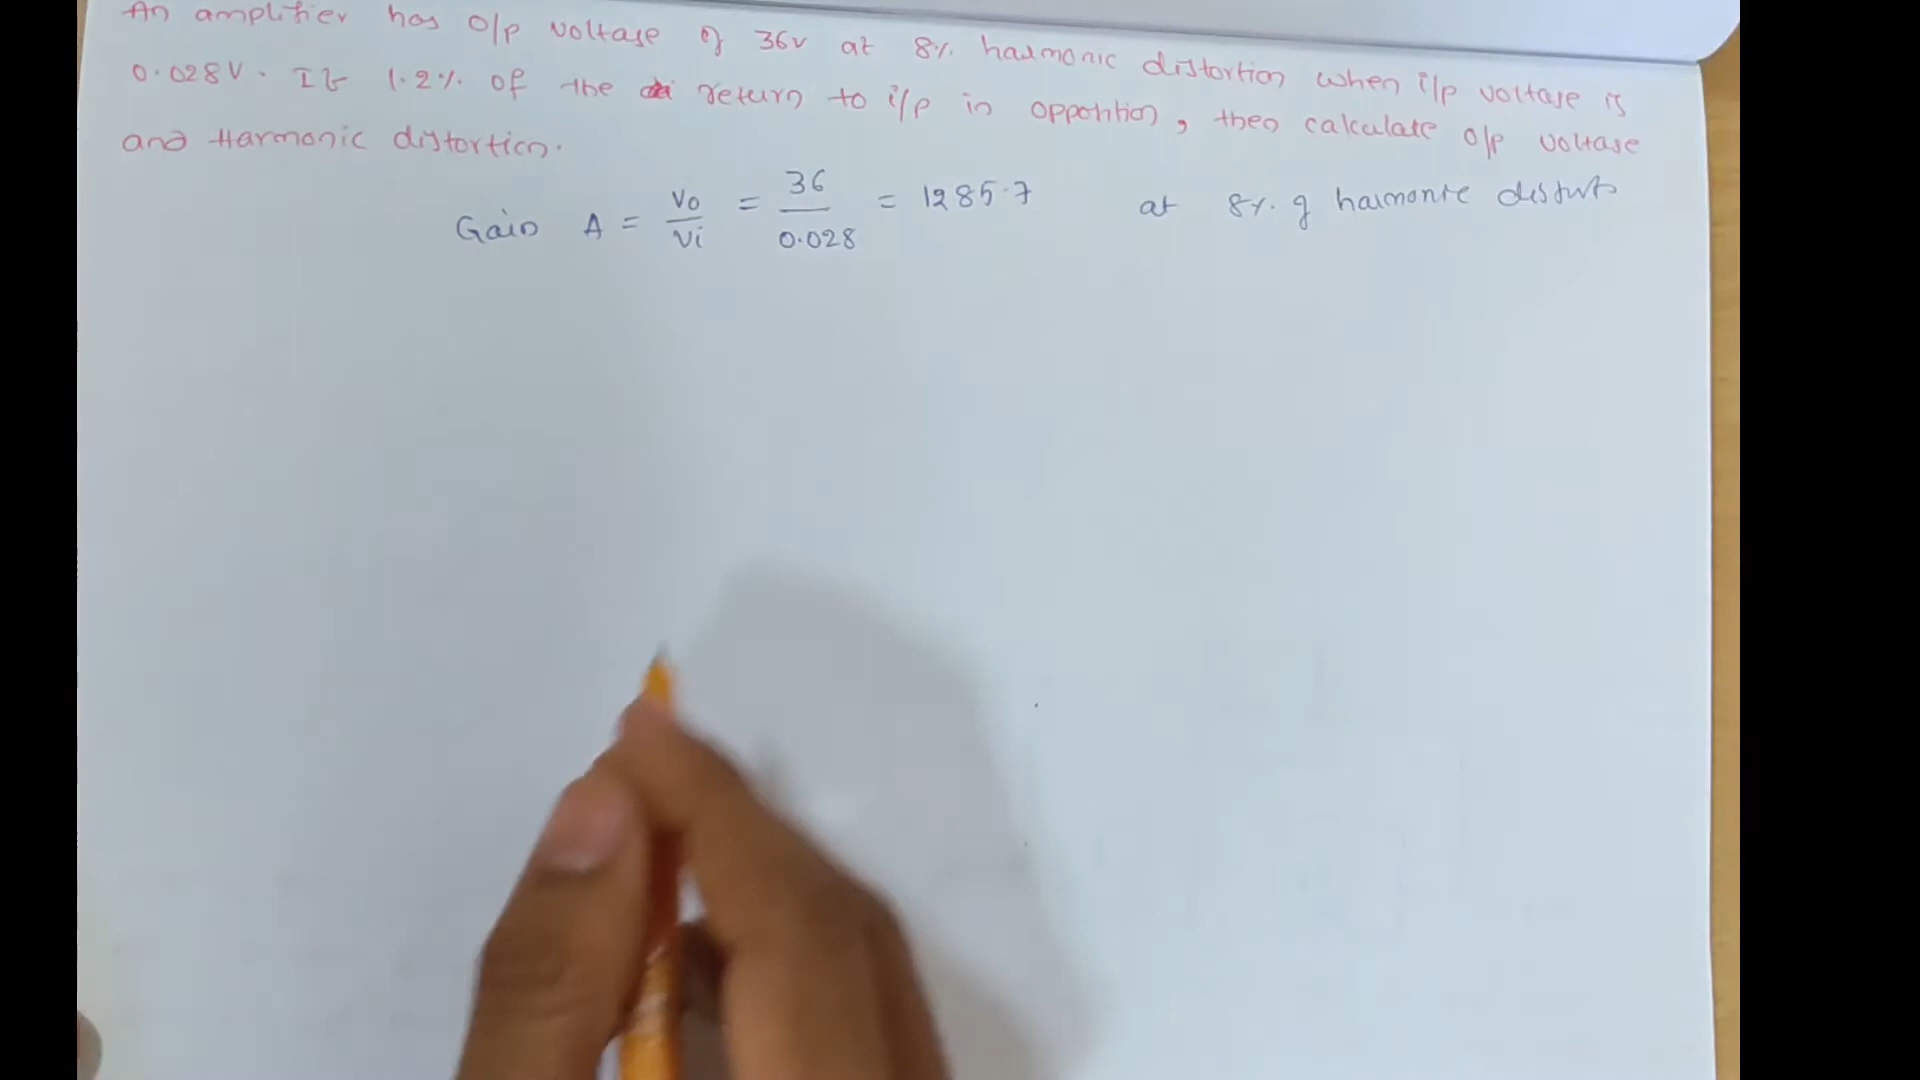 An amplifier has o/p voltage of 36v at 8% harmonic distortion when i/p voltage is
0.028V. If 1.2% of the return to i/p in opposition, then calculate o/p voltage
and Harmonic distortion.
Gain A = Vo/Vi = 36/0.028 = 1285.7 at 8% of harmonic